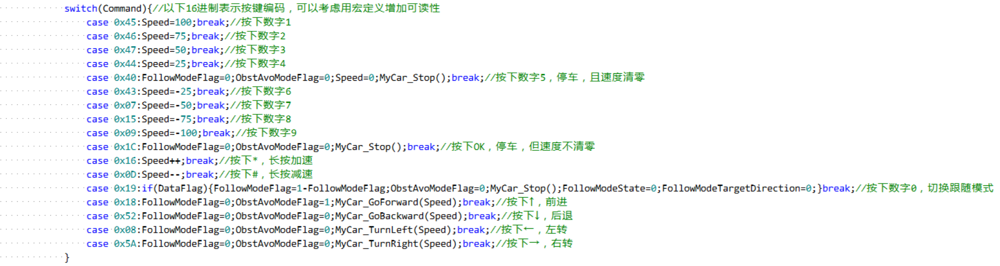 switch(Command){//以下16进制表示按键编码，可以考虑用宏定义增加可读性
case 0x45:Speed=100;break;//按下数字1
case 0x46:Speed=75;break;//按下数字2
case 0x47:Speed=50;break;//按下数字3
case 0x44:Speed=25;break;//按下数字4
case 0x40:FollowModeFlag=0;ObstAvoModeFlag=0;Speed=0;MyCar_Stop();break;//按下数字5，停车，且速度清零
case 0x43:Speed=-25;break;//按下数字6
case 0x07:Speed=-50;break;//按下数字7
case 0x15:Speed=-75;break;//按下数字8
case 0x09:Speed=-100;break;//按下数字9
case 0x1C:FollowModeFlag=0;ObstAvoModeFlag=0;MyCar_Stop();break;//按下OK，停车，但速度不清零
case 0x16:Speed++;break;//按下*，长按加速
case 0x0D:Speed--;break;//按下#，长按减速
case 0x19:if(DataFlag){FollowModeFlag=1-FollowModeFlag;ObstAvoModeFlag=0;MyCar_Stop();FollowModeState=0;FollowModeTargetDirection=0;}break;//按下数字0，切换跟随模式
case 0x18:FollowModeFlag=0;ObstAvoModeFlag=1;MyCar_GoForward(Speed);break;//按下↑，前进
case 0x52:FollowModeFlag=0;ObstAvoModeFlag=0;MyCar_GoBackward(Speed);break;//按下↓，后退
case 0x08:FollowModeFlag=0;ObstAvoModeFlag=0;MyCar_TurnLeft(Speed);break;//按下←，左转
case 0x5A:FollowModeFlag=0;ObstAvoModeFlag=0;MyCar_TurnRight(Speed);break;//按下→，右转
}